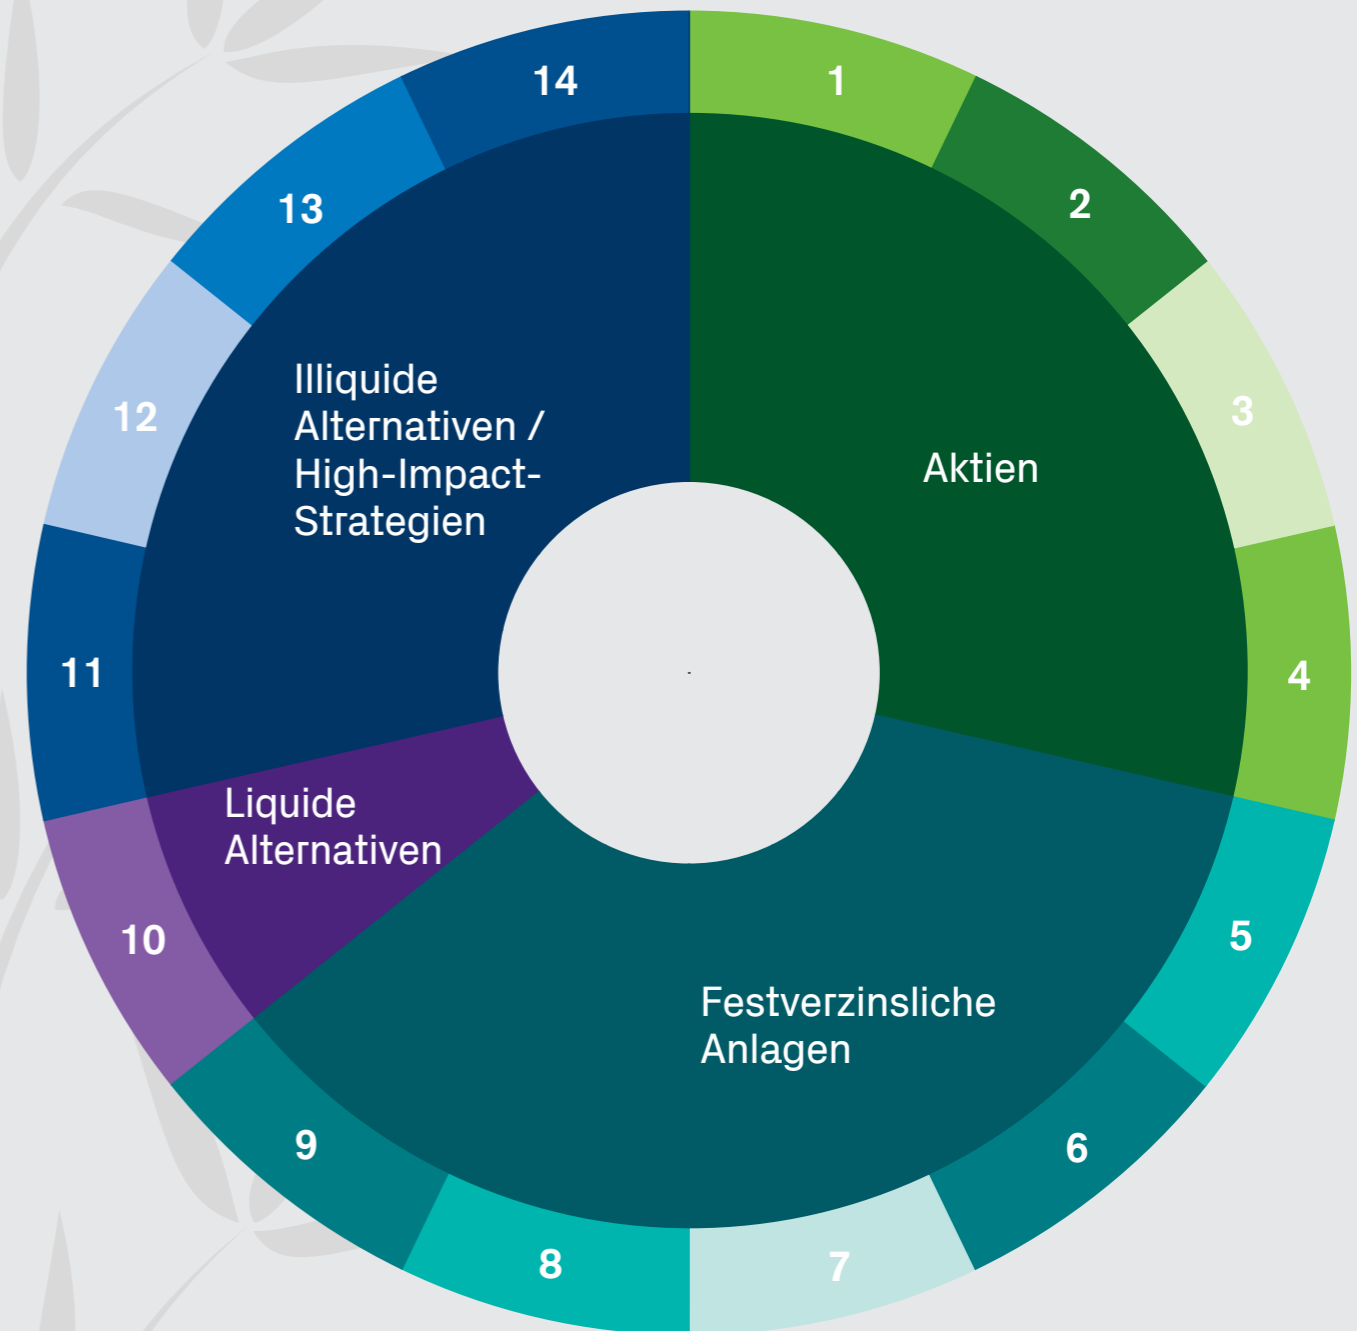 14
1
13
2
12
3
Illiquide
Alternativen /
High-Impact-
Strategien
Aktien
11
4
Liquide
Alternativen
10
5
Festverzinsliche
Anlagen
9
6
8
7